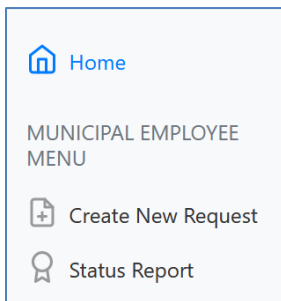 Home
MUNICIPAL EMPLOYEE
MENU
Create New Request
Status Report